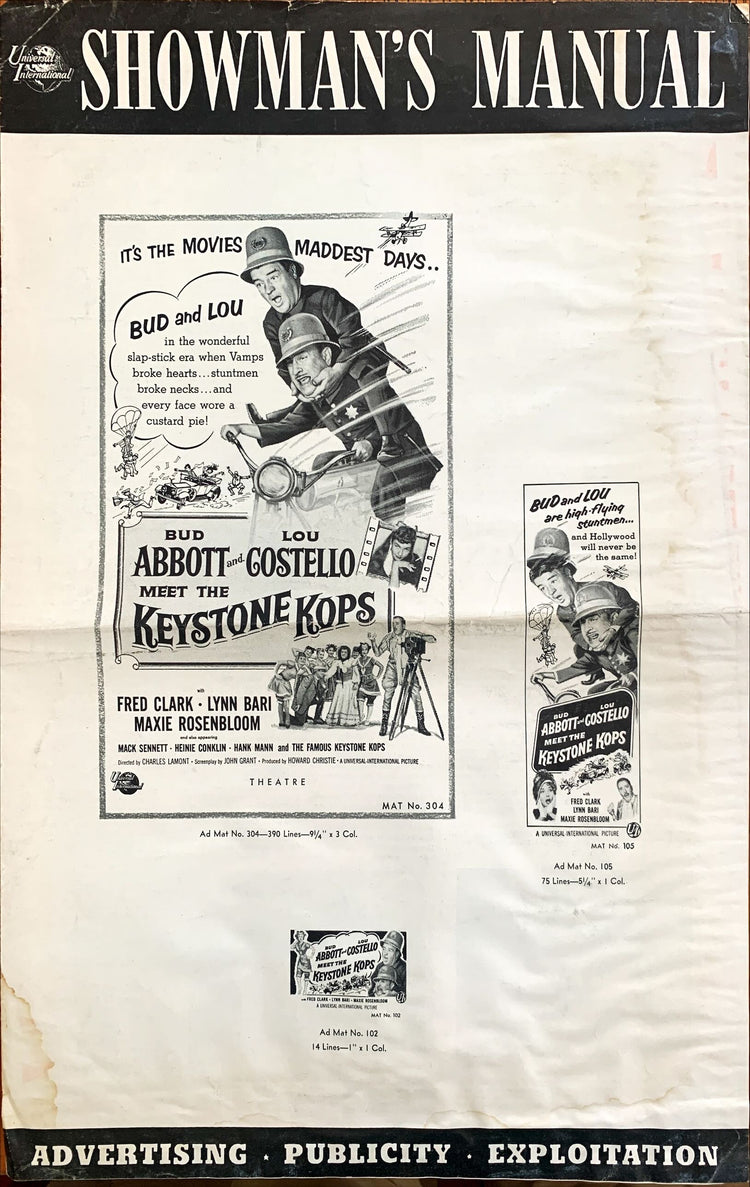 Universal International
SHOWMAN'S MANUAL
IT'S THE MOVIES MADDEST DAYS..
BUD and LOU
in the wonderful
slap-stick era when Vamps
broke hearts...stuntmen
broke necks...and
every face wore a
custard pie!
BUD LOU
ABBOTT and COSTELLO
MEET THE
KEYSTONE KOPS
with
FRED CLARK · LYNN BARI
MAXIE ROSENBLOOM
and also appearing
MACK SENNETT · HEINIE CONKLIN · HANK MANN and THE FAMOUS KEYSTONE KOPS
Directed by CHARLES LAMONT · Screenplay by JOHN GRANT · Produced by HOWARD CHRISTIE · A UNIVERSAL-INTERNATIONAL PICTURE
THEATRE
MAT No. 304
Ad Mat No. 304—390 Lines—9¼" x 3 Col.
BUD and LOU
are high-flying
stuntmen...
and Hollywood
will never be
the same!
BUD LOU
ABBOTT and COSTELLO
MEET THE
KEYSTONE KOPS
with
FRED CLARK
LYNN BARI
MAXIE ROSENBLOOM
A UNIVERSAL-INTERNATIONAL PICTURE
MAT No. 105
Ad Mat No. 105
75 Lines—5¼" x 1 Col.
BUD LOU
ABBOTT and COSTELLO
MEET THE
KEYSTONE KOPS
with FRED CLARK · LYNN BARI · MAXIE ROSENBLOOM
A UNIVERSAL-INTERNATIONAL PICTURE
MAT No. 102
Ad Mat No. 102
14 Lines—1" x 1 Col.
ADVERTISING · PUBLICITY · EXPLOITATION